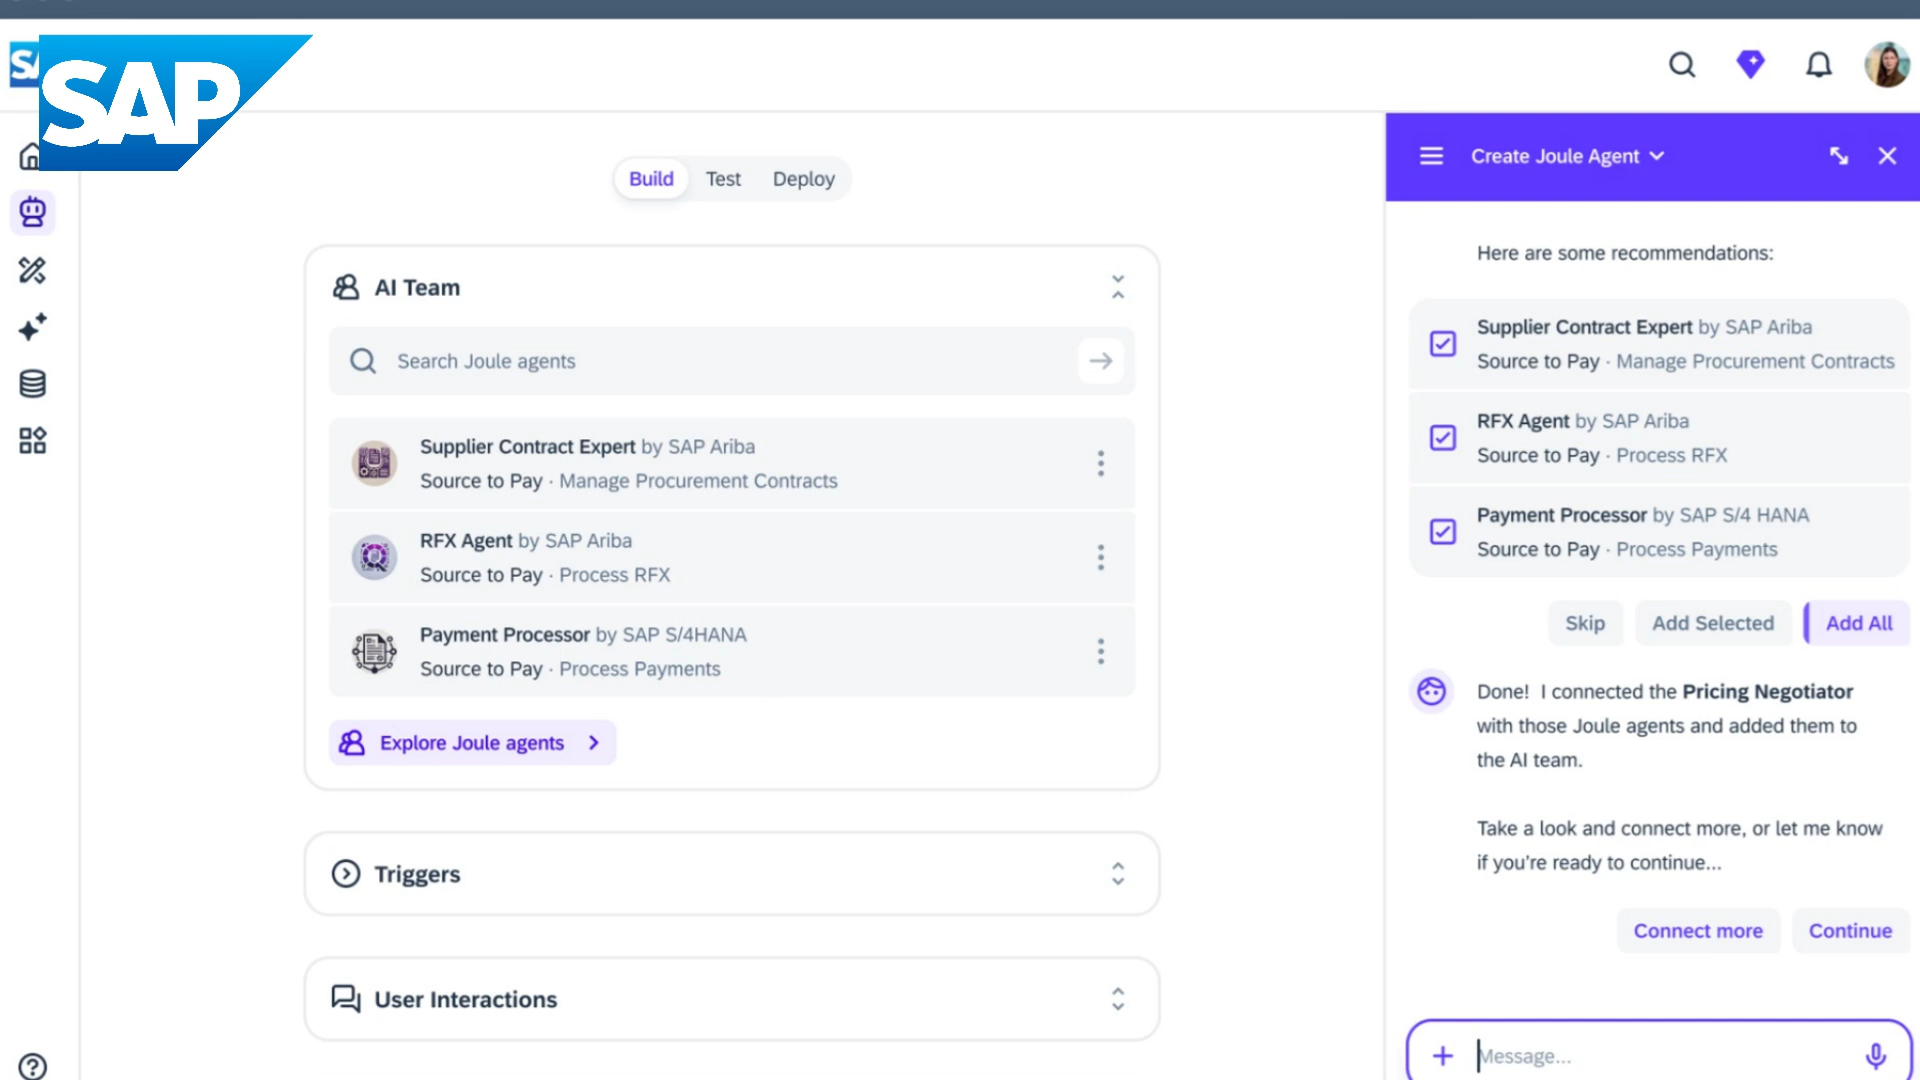 SAP
Build
Test
Deploy
AI Team
Search Joule agents
Supplier Contract Expert by SAP Ariba
Source to Pay · Manage Procurement Contracts
RFX Agent by SAP Ariba
Source to Pay · Process RFX
Payment Processor by SAP S/4HANA
Source to Pay · Process Payments
Explore Joule agents
Triggers
User Interactions
Create Joule Agent
Here are some recommendations:
Supplier Contract Expert by SAP Ariba
Source to Pay · Manage Procurement Contracts
RFX Agent by SAP Ariba
Source to Pay · Process RFX
Payment Processor by SAP S/4 HANA
Source to Pay · Process Payments
Skip
Add Selected
Add All
Done! I connected the Pricing Negotiator
with those Joule agents and added them to
the AI team.
Take a look and connect more, or let me know
if you're ready to continue...
Connect more
Continue
Message...